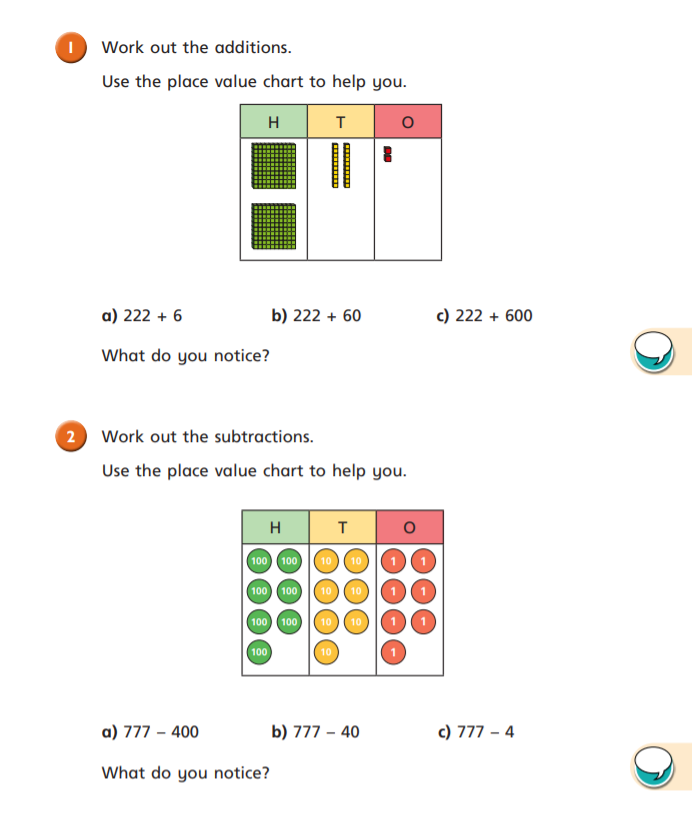 1 Work out the additions.
Use the place value chart to help you.
H T O
a) 222 + 6 b) 222 + 60 c) 222 + 600
What do you notice?
2 Work out the subtractions.
Use the place value chart to help you.
H T O
100 100 10 10 1 1
100 100 10 10 1 1
100 100 10 10 1 1
100 10 1
a) 777 – 400 b) 777 – 40 c) 777 – 4
What do you notice?